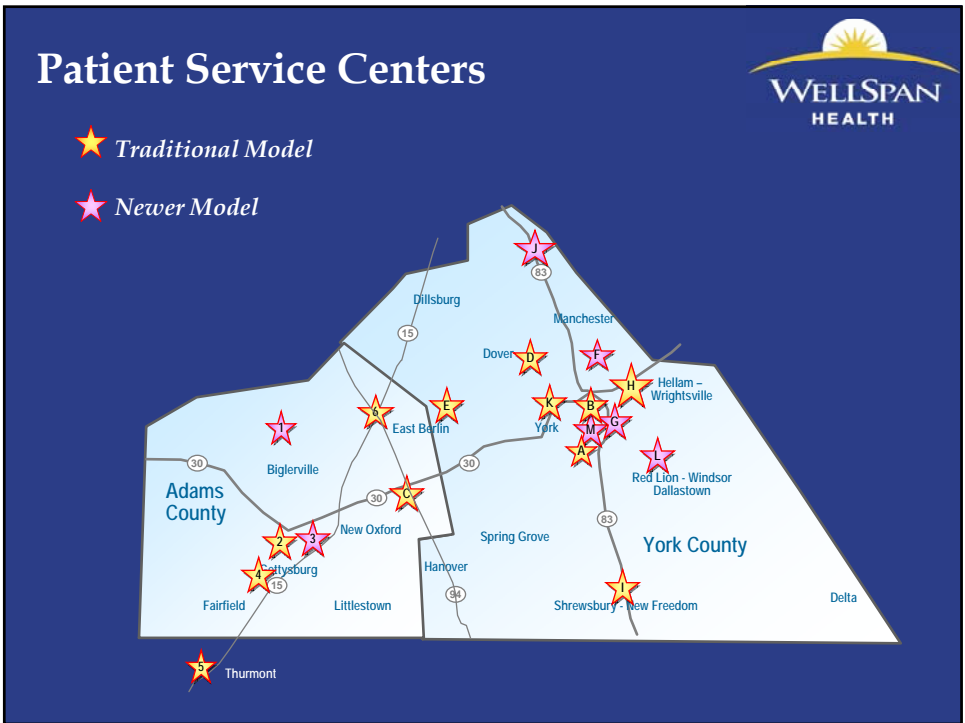 Patient Service Centers
WELLSPAN
HEALTH
Traditional Model
Newer Model
J
83
Dillsburg
15
Manchester
Dover
D
F
H
Hellam –
Wrightsville
6
E
K
B
G
1
East Berlin
York
M
A
L
Biglerville
30
30
Red Lion - Windsor
Dallastown
Adams
County
30
C
83
New Oxford
2
3
Spring Grove
York County
Gettysburg
4
15
Hanover
94
I
Fairfield
Littlestown
Shrewsbury - New Freedom
Delta
5
Thurmont